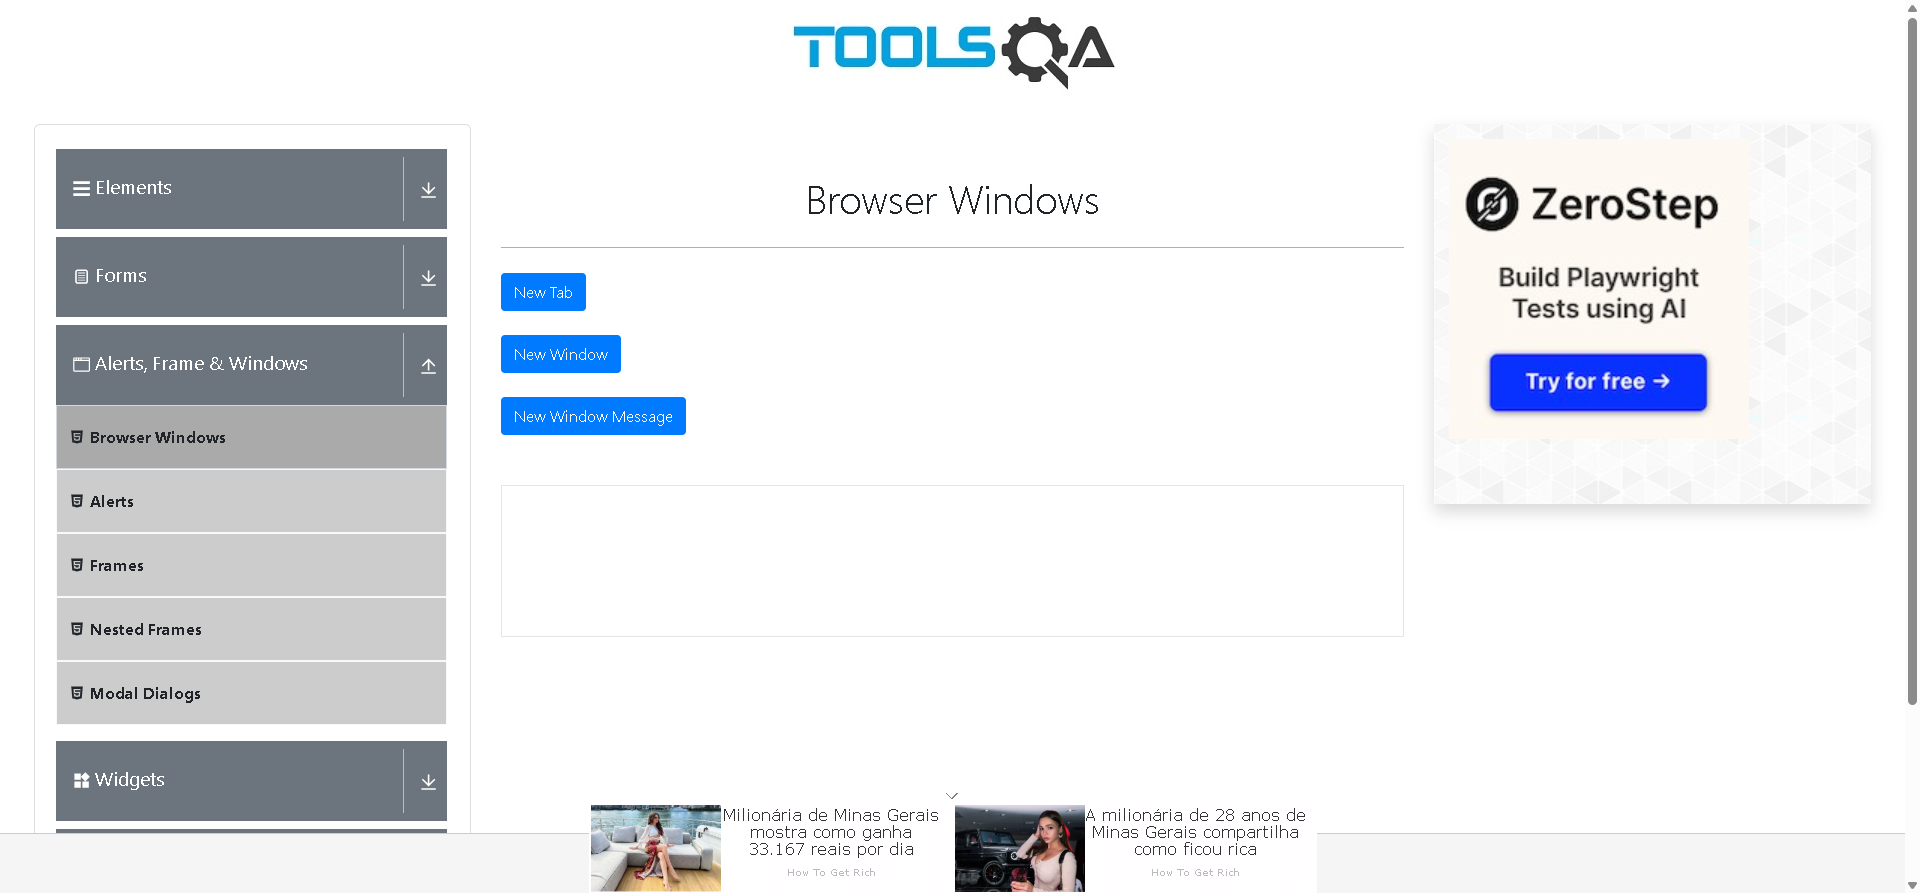 TOOLSQA
Elements
Forms
Alerts, Frame & Windows
Browser Windows
Alerts
Frames
Nested Frames
Modal Dialogs
Widgets
Browser Windows
New Tab
New Window
New Window Message
ZeroStep
Build Playwright
Tests using AI
Try for free →
Milionária de Minas Gerais
mostra como ganha
33.167 reais por dia
How To Get Rich
A milionária de 28 anos de
Minas Gerais compartilha
como ficou rica
How To Get Rich